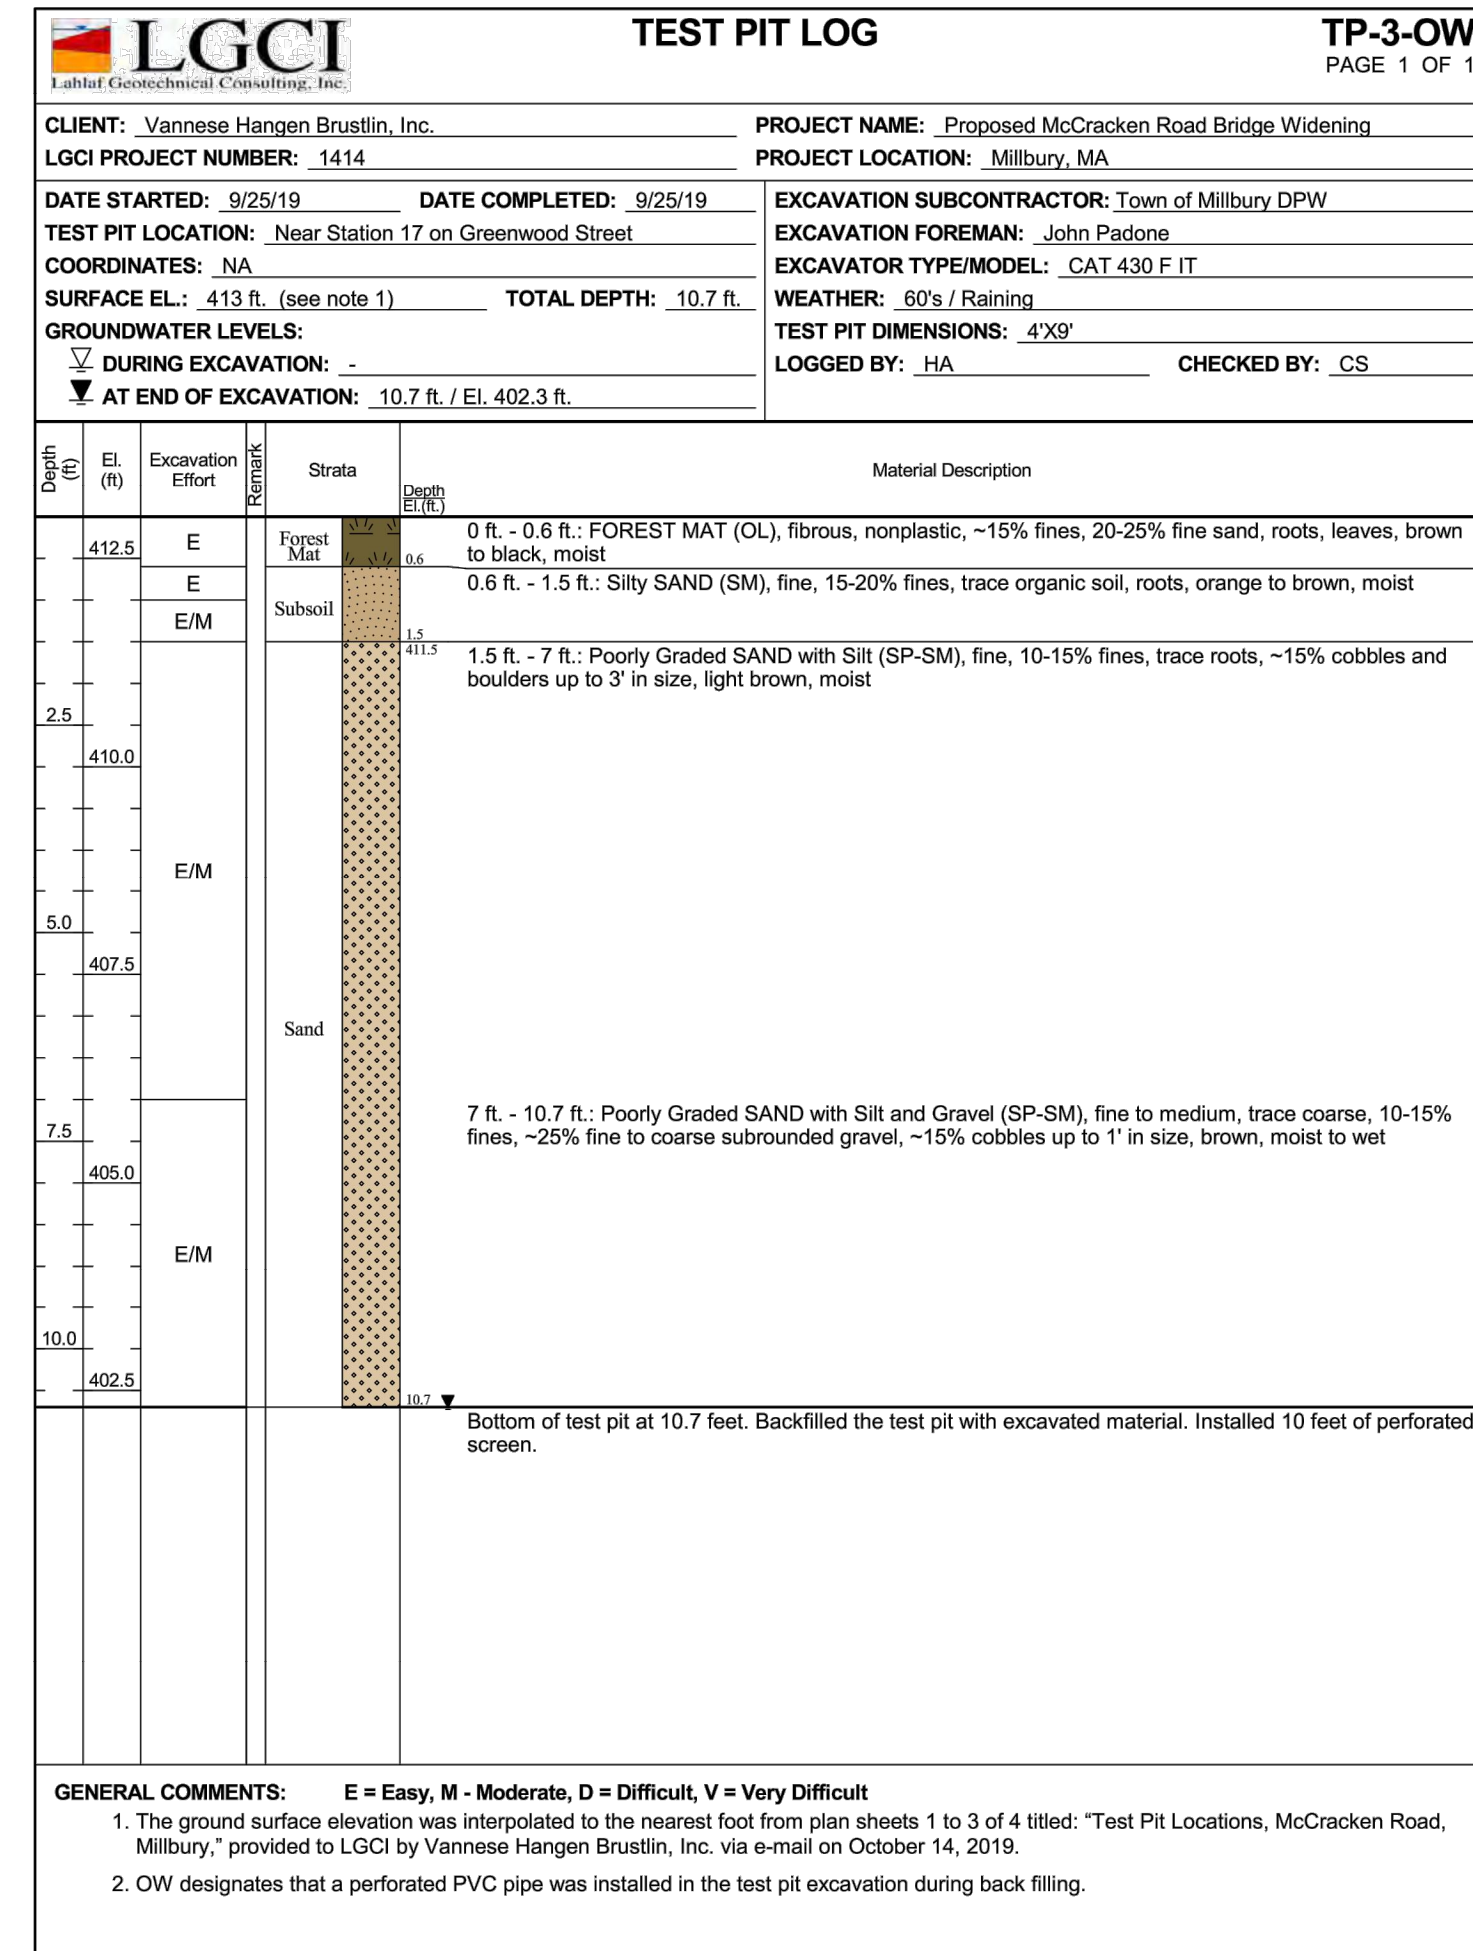 LGCI
Lahlaf Geotechnical Consulting, Inc.
TEST PIT LOG
TP-3-OW
PAGE 1 OF 1
CLIENT: Vannese Hangen Brustlin, Inc.
PROJECT NAME: Proposed McCracken Road Bridge Widening
LGCI PROJECT NUMBER: 1414
PROJECT LOCATION: Millbury, MA
DATE STARTED: 9/25/19 DATE COMPLETED: 9/25/19
EXCAVATION SUBCONTRACTOR: Town of Millbury DPW
TEST PIT LOCATION: Near Station 17 on Greenwood Street
EXCAVATION FOREMAN: John Padone
COORDINATES: NA
EXCAVATOR TYPE/MODEL: CAT 430 F IT
SURFACE EL.: 413 ft. (see note 1) TOTAL DEPTH: 10.7 ft.
WEATHER: 60's / Raining
GROUNDWATER LEVELS:
TEST PIT DIMENSIONS: 4'X9'
DURING EXCAVATION: -
LOGGED BY: HA CHECKED BY: CS
AT END OF EXCAVATION: 10.7 ft. / El. 402.3 ft.
Depth
(ft)
El.
(ft)
Excavation
Effort
Remark
Strata
Depth
El.(ft.)
Material Description
412.5
E
Forest
Mat
0.6
0 ft. - 0.6 ft.: FOREST MAT (OL), fibrous, nonplastic, ~15% fines, 20-25% fine sand, roots, leaves, brown
to black, moist
E
E/M
Subsoil
1.5
411.5
0.6 ft. - 1.5 ft.: Silty SAND (SM), fine, 15-20% fines, trace organic soil, roots, orange to brown, moist
1.5 ft. - 7 ft.: Poorly Graded SAND with Silt (SP-SM), fine, 10-15% fines, trace roots, ~15% cobbles and
boulders up to 3' in size, light brown, moist
2.5
410.0
E/M
5.0
407.5
Sand
7 ft. - 10.7 ft.: Poorly Graded SAND with Silt and Gravel (SP-SM), fine to medium, trace coarse, 10-15%
fines, ~25% fine to coarse subrounded gravel, ~15% cobbles up to 1' in size, brown, moist to wet
7.5
405.0
E/M
10.0
402.5
10.7
Bottom of test pit at 10.7 feet. Backfilled the test pit with excavated material. Installed 10 feet of perforated
screen.
GENERAL COMMENTS: E = Easy, M - Moderate, D = Difficult, V = Very Difficult
1. The ground surface elevation was interpolated to the nearest foot from plan sheets 1 to 3 of 4 titled: “Test Pit Locations, McCracken Road,
Millbury,” provided to LGCI by Vannese Hangen Brustlin, Inc. via e-mail on October 14, 2019.
2. OW designates that a perforated PVC pipe was installed in the test pit excavation during back filling.